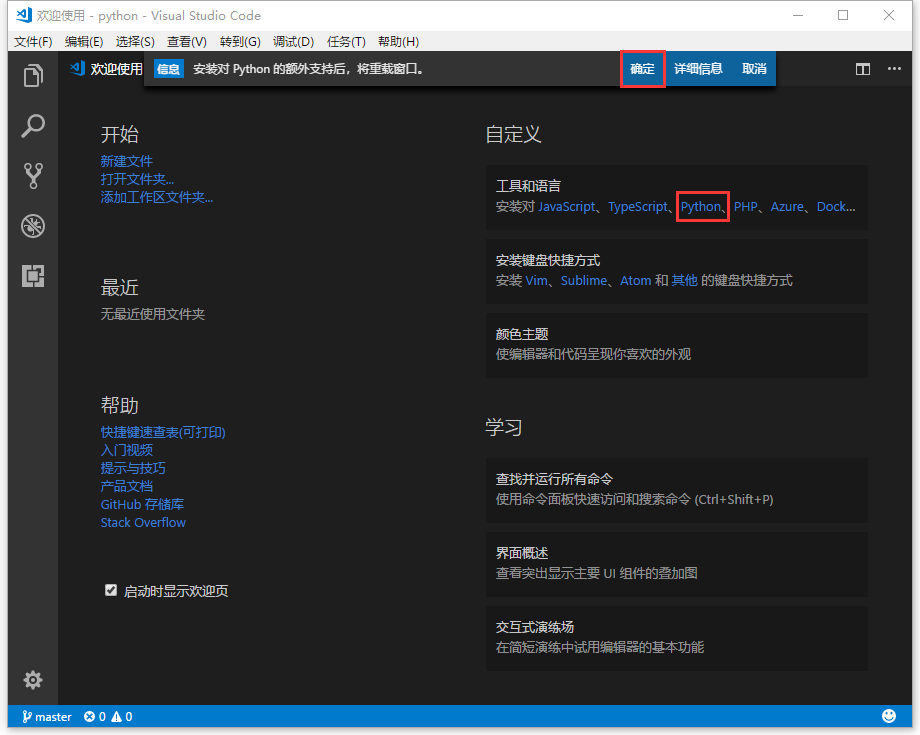 欢迎使用 - python - Visual Studio Code
文件(F) 编辑(E) 选择(S) 查看(V) 转到(G) 调试(D) 任务(T) 帮助(H)
欢迎使用 信息 安装对 Python 的额外支持后，将重载窗口。 确定 详细信息 取消
开始
新建文件
打开文件夹...
添加工作区文件夹...
最近
无最近使用文件夹
帮助
快捷键速查表(可打印)
入门视频
提示与技巧
产品文档
GitHub 存储库
Stack Overflow
启动时显示欢迎页
自定义
工具和语言
安装对 JavaScript、TypeScript、Python、PHP、Azure、Dock...
安装键盘快捷方式
安装 Vim、Sublime、Atom 和 其他 的键盘快捷方式
颜色主题
使编辑器和代码呈现你喜欢的外观
学习
查找并运行所有命令
使用命令面板快速访问和搜索命令 (Ctrl+Shift+P)
界面概述
查看突出显示主要 UI 组件的叠加图
交互式演练场
在简短演练中试用编辑器的基本功能
master 0 0